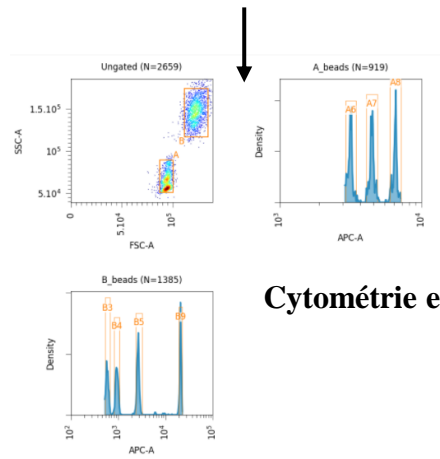 Ungated (N=2659)
SSC-A
1.5.10⁵
10⁵
5.10⁴
B
A
0
5.10⁴
10⁵
FSC-A
A_beads (N=919)
Density
A6
A7
A8
10³
10⁴
APC-A
B_beads (N=1385)
Density
B3
B4
B5
B9
10²
10³
10⁴
10⁵
APC-A
Cytométrie e